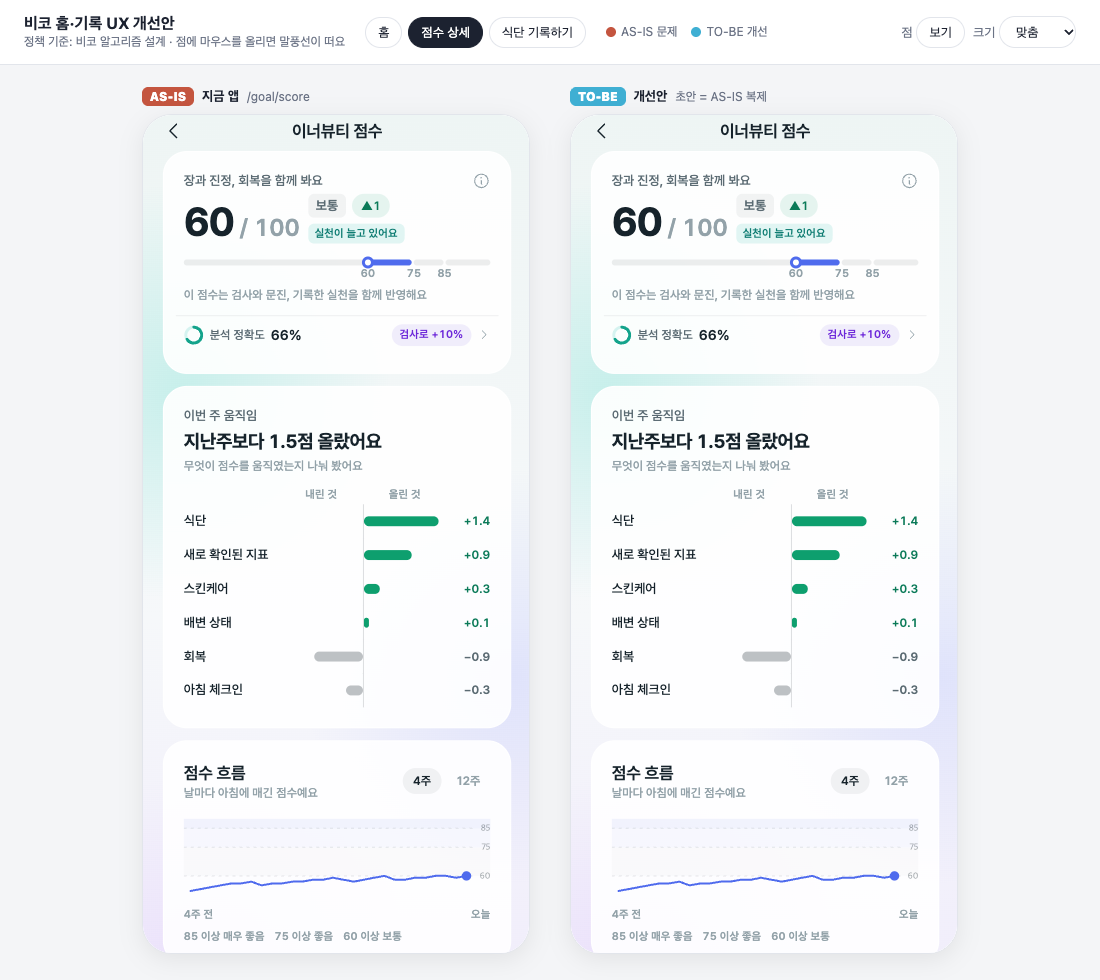 비코 홈·기록 UX 개선안
정책 기준: 비코 알고리즘 설계 · 점에 마우스를 올리면 말풍선이 떠요
홈
점수 상세
식단 기록하기
AS-IS 문제
TO-BE 개선
점
보기
크기
맞춤
AS-IS 지금 앱 /goal/score
이너뷰티 점수
장과 진정, 회복을 함께 봐요
60 / 100
보통
▲1
실천이 늘고 있어요
60 75 85
이 점수는 검사와 문진, 기록한 실천을 함께 반영해요
분석 정확도 66%
검사로 +10%
이번 주 움직임
지난주보다 1.5점 올랐어요
무엇이 점수를 움직였는지 나눠 봤어요
내린 것 올린 것
식단 +1.4
새로 확인된 지표 +0.9
스킨케어 +0.3
배변 상태 +0.1
회복 −0.9
아침 체크인 −0.3
점수 흐름
날마다 아침에 매긴 점수예요
4주 12주
85
75
60
4주 전 오늘
85 이상 매우 좋음 75 이상 좋음 60 이상 보통
TO-BE 개선안 초안 = AS-IS 복제
이너뷰티 점수
장과 진정, 회복을 함께 봐요
60 / 100
보통
▲1
실천이 늘고 있어요
60 75 85
이 점수는 검사와 문진, 기록한 실천을 함께 반영해요
분석 정확도 66%
검사로 +10%
이번 주 움직임
지난주보다 1.5점 올랐어요
무엇이 점수를 움직였는지 나눠 봤어요
내린 것 올린 것
식단 +1.4
새로 확인된 지표 +0.9
스킨케어 +0.3
배변 상태 +0.1
회복 −0.9
아침 체크인 −0.3
점수 흐름
날마다 아침에 매긴 점수예요
4주 12주
85
75
60
4주 전 오늘
85 이상 매우 좋음 75 이상 좋음 60 이상 보통